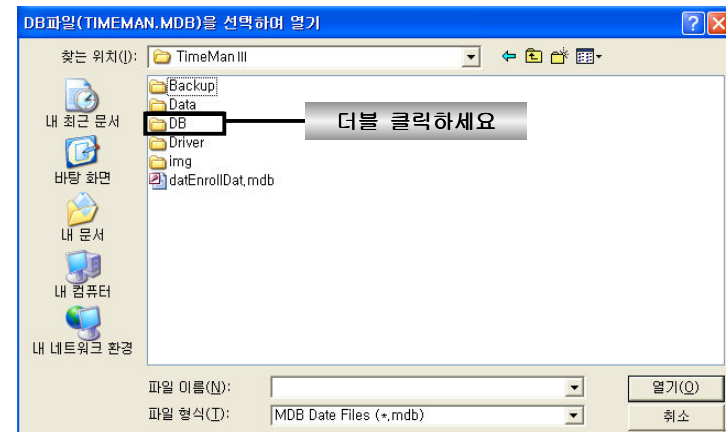 DB파일(TIMEMAN.MDB)을 선택하며 열기
찾는 위치(I):
TimeMan III
내 최근 문서
바탕 화면
내 문서
내 컴퓨터
내 네트워크 환경
Backup
Data
DB
더블 클릭하세요
Driver
img
datEnrollDat,mdb
파일 이름(N):
열기(O)
파일 형식(T):
MDB Date Files (*,mdb)
취소